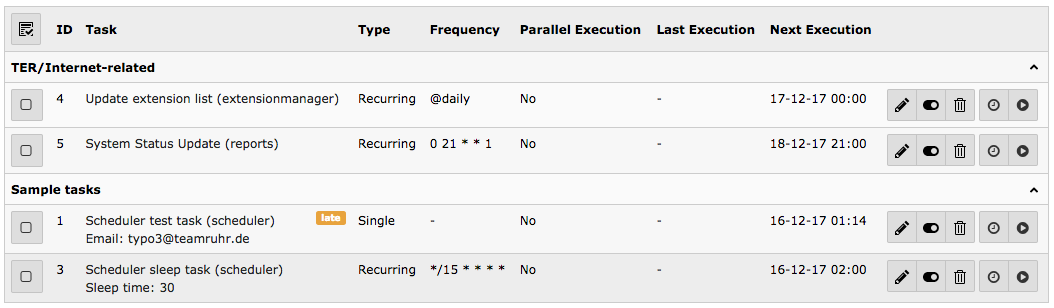 ID Task Type Frequency Parallel Execution Last Execution Next Execution
TER/Internet-related
4 Update extension list (extensionmanager) Recurring @daily No - 17-12-17 00:00
5 System Status Update (reports) Recurring 0 21 * * 1 No - 18-12-17 21:00
Sample tasks
1 Scheduler test task (scheduler) late Single - No - 16-12-17 01:14
Email: typo3@teamruhr.de
3 Scheduler sleep task (scheduler) Recurring */15 * * * * No - 16-12-17 02:00
Sleep time: 30